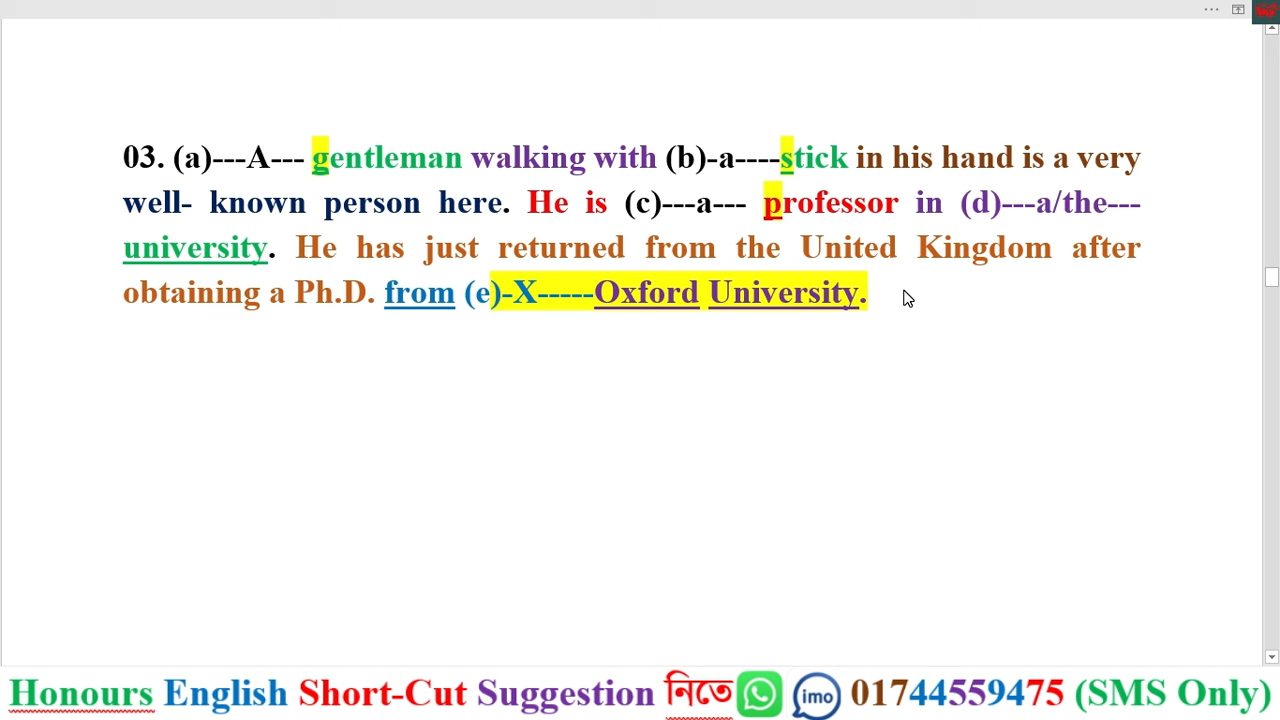 03. (a)---A--- gentleman walking with (b)-a----stick in his hand is a very
well- known person here. He is (c)---a--- professor in (d)---a/the---
university. He has just returned from the United Kingdom after
obtaining a Ph.D. from (e)-X-----Oxford University.
Honours English Short-Cut Suggestion নিতে imo 01744559475 (SMS Only)